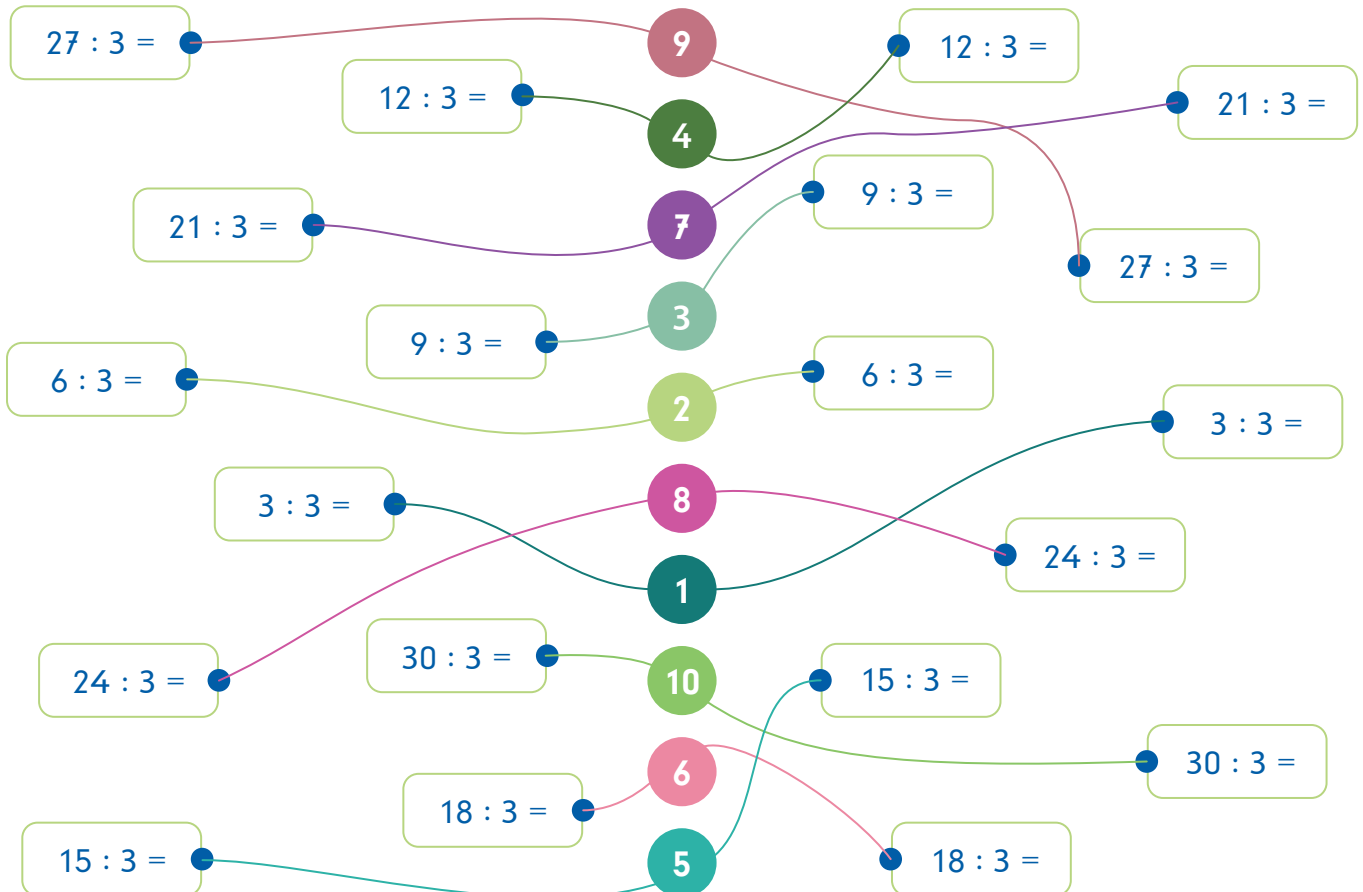 27 : 3 =
9
12 : 3 =
12 : 3 =
4
21 : 3 =
21 : 3 =
7
9 : 3 =
27 : 3 =
9 : 3 =
3
6 : 3 =
2
6 : 3 =
3 : 3 =
3 : 3 =
8
24 : 3 =
1
24 : 3 =
30 : 3 =
10
15 : 3 =
30 : 3 =
18 : 3 =
6
15 : 3 =
5
18 : 3 =